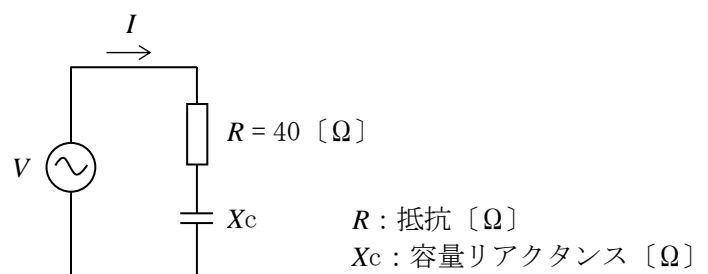 I
R = 40 〔Ω〕
V
Xc
R：抵抗〔Ω〕
Xc：容量リアクタンス〔Ω〕